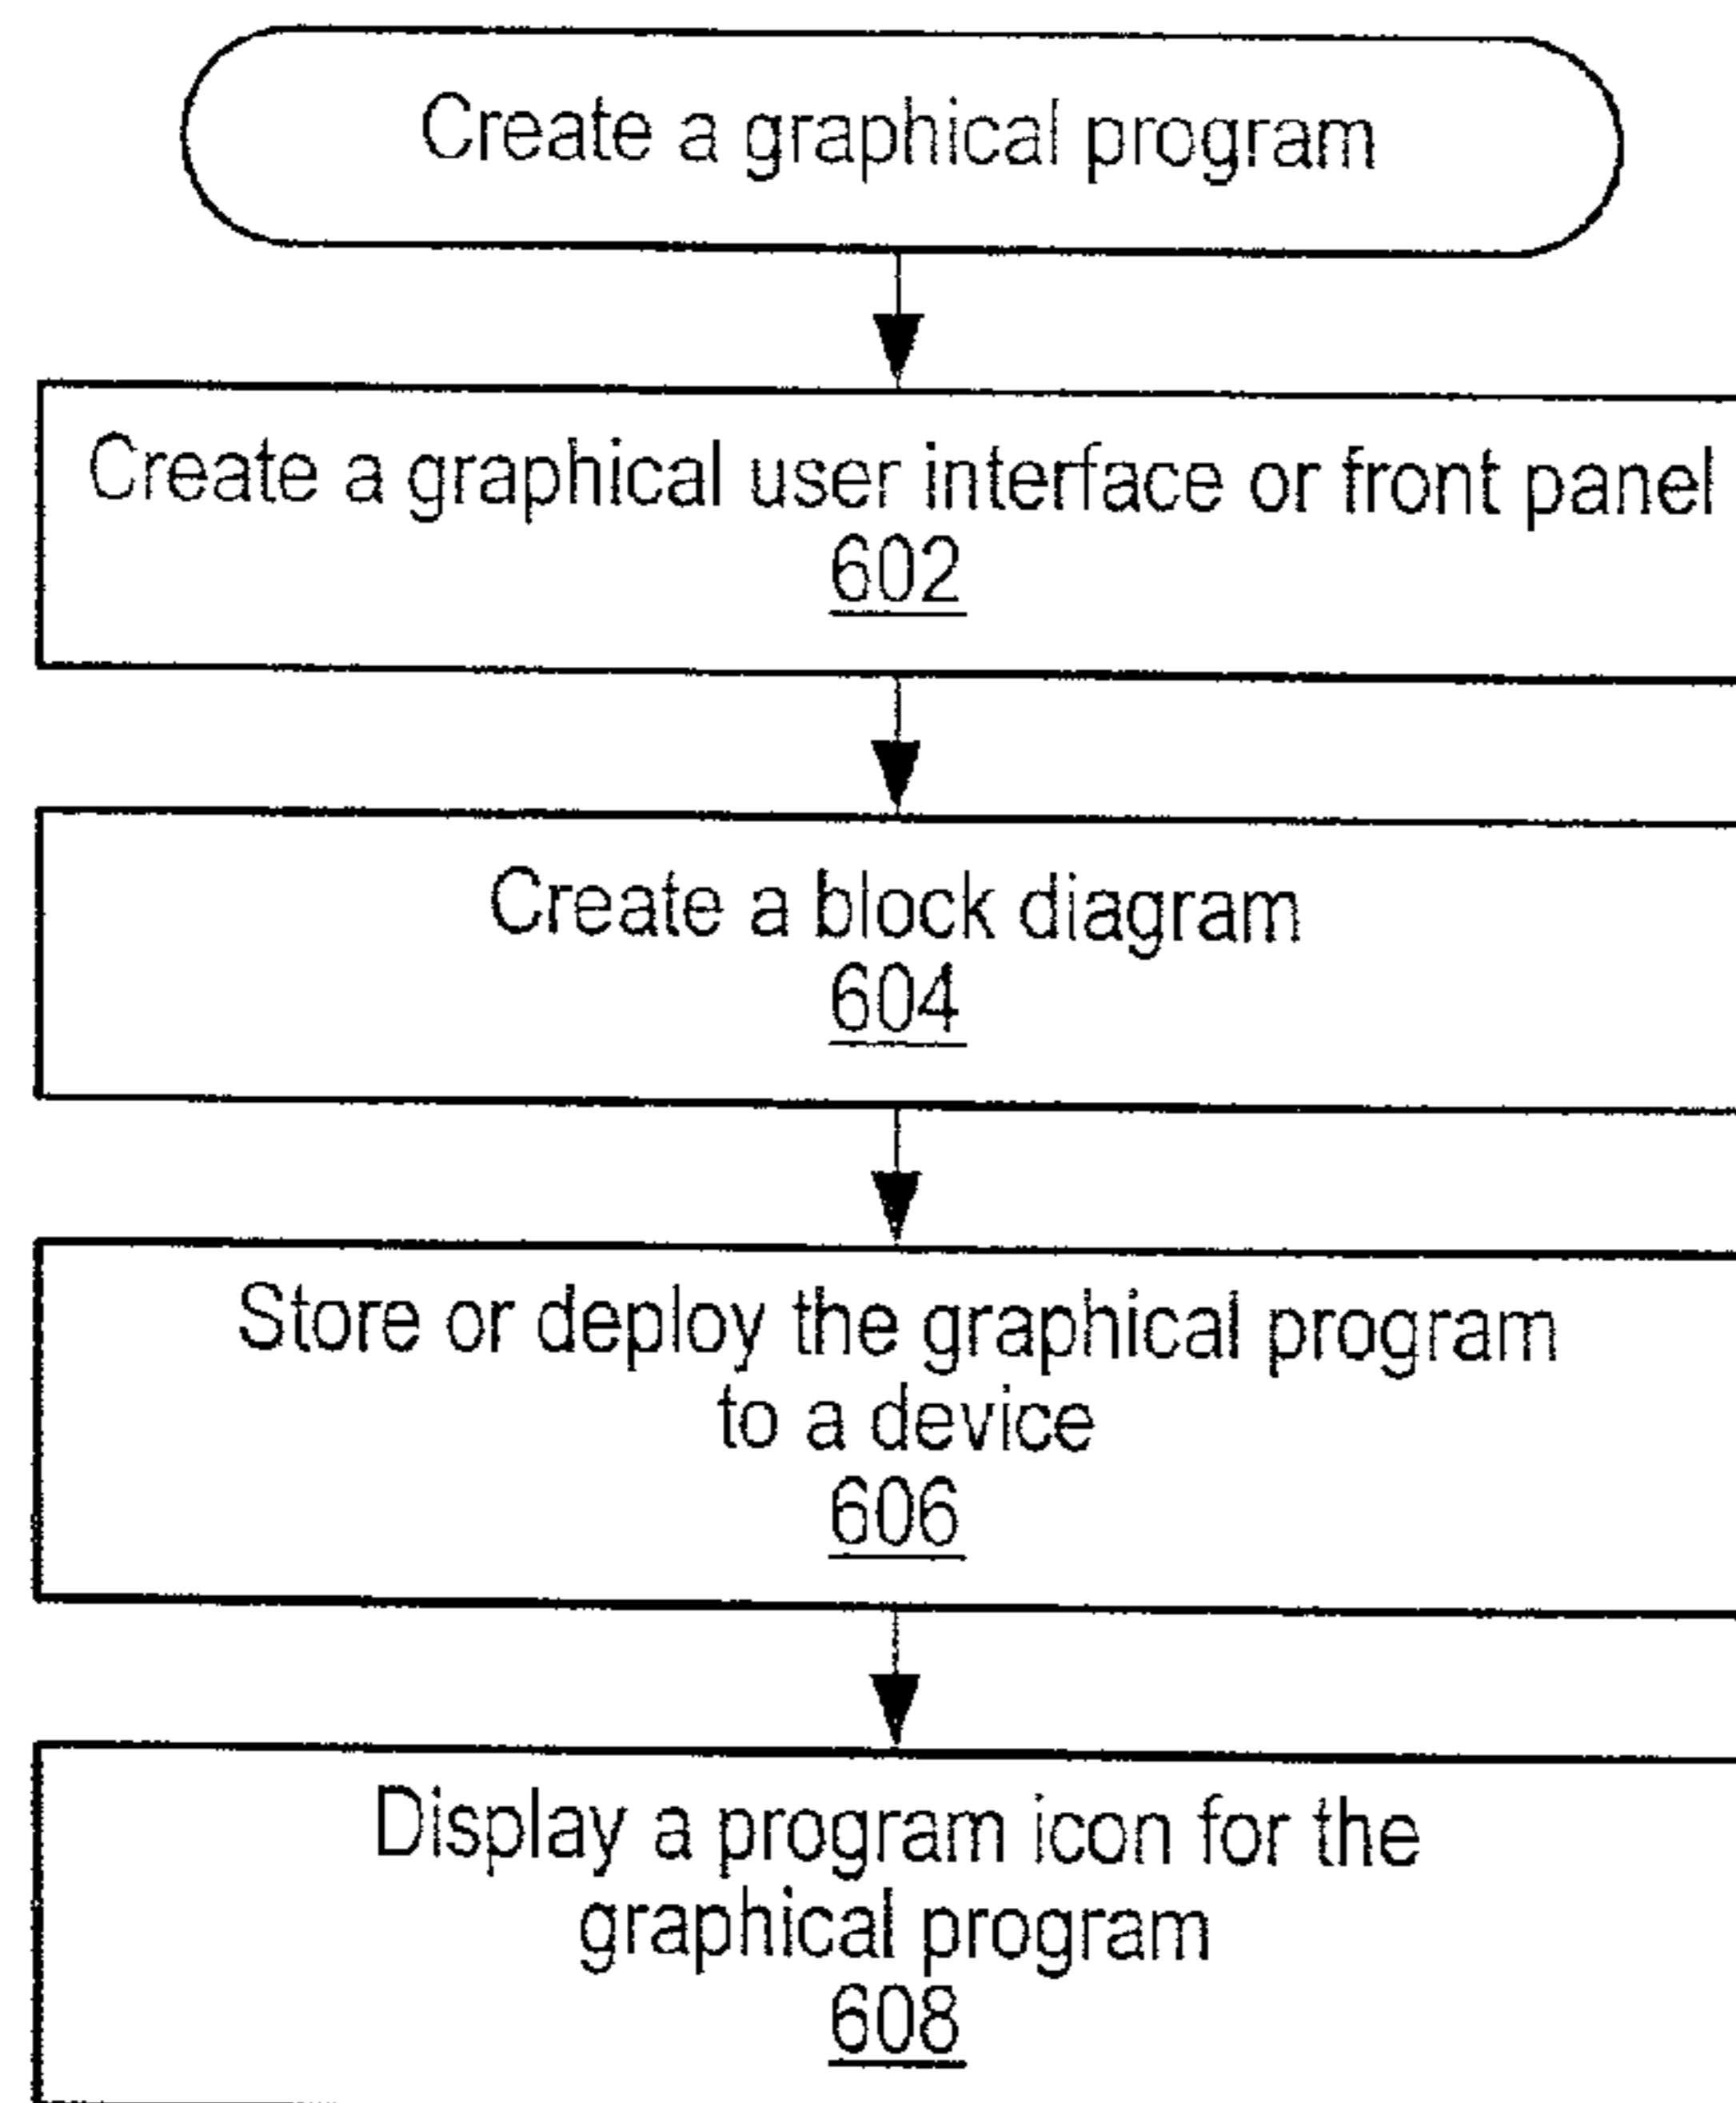 Create a graphical program
Create a graphical user interface or front panel
602
Create a block diagram
604
Store or deploy the graphical program
to a device
606
Display a program icon for the
graphical program
608